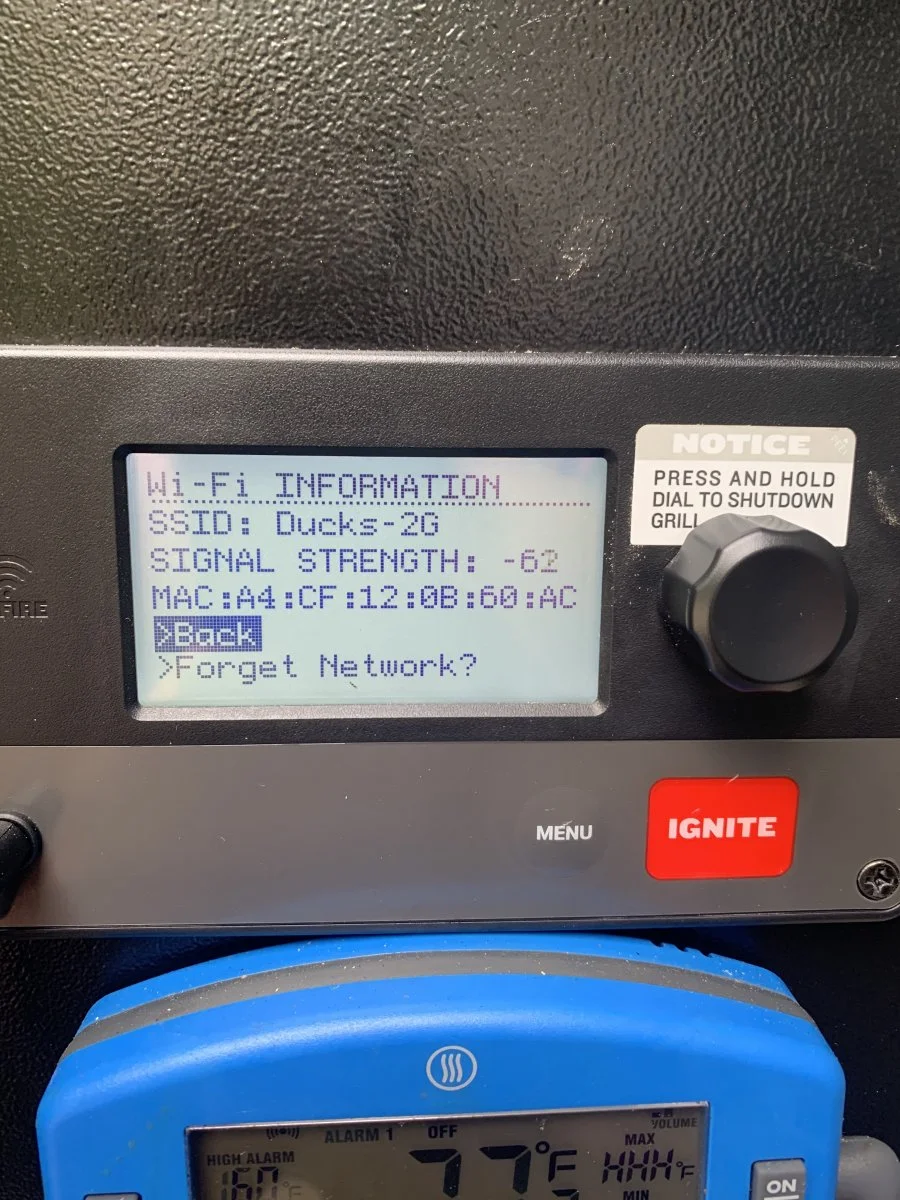 Wi-Fi INFORMATION
SSID: Ducks-2G
SIGNAL STRENGTH: -62
MAC:A4:CF:12:0B:60:AC
>Back
>Forget Network?
NOTICE
PRESS AND HOLD
DIAL TO SHUTDOWN
GRILL
FIRE
MENU
IGNITE
ALARM 1 OFF
VOLUME
HIGH ALARM
160°F
77°F
MAX
HHH°F
MIN
ON